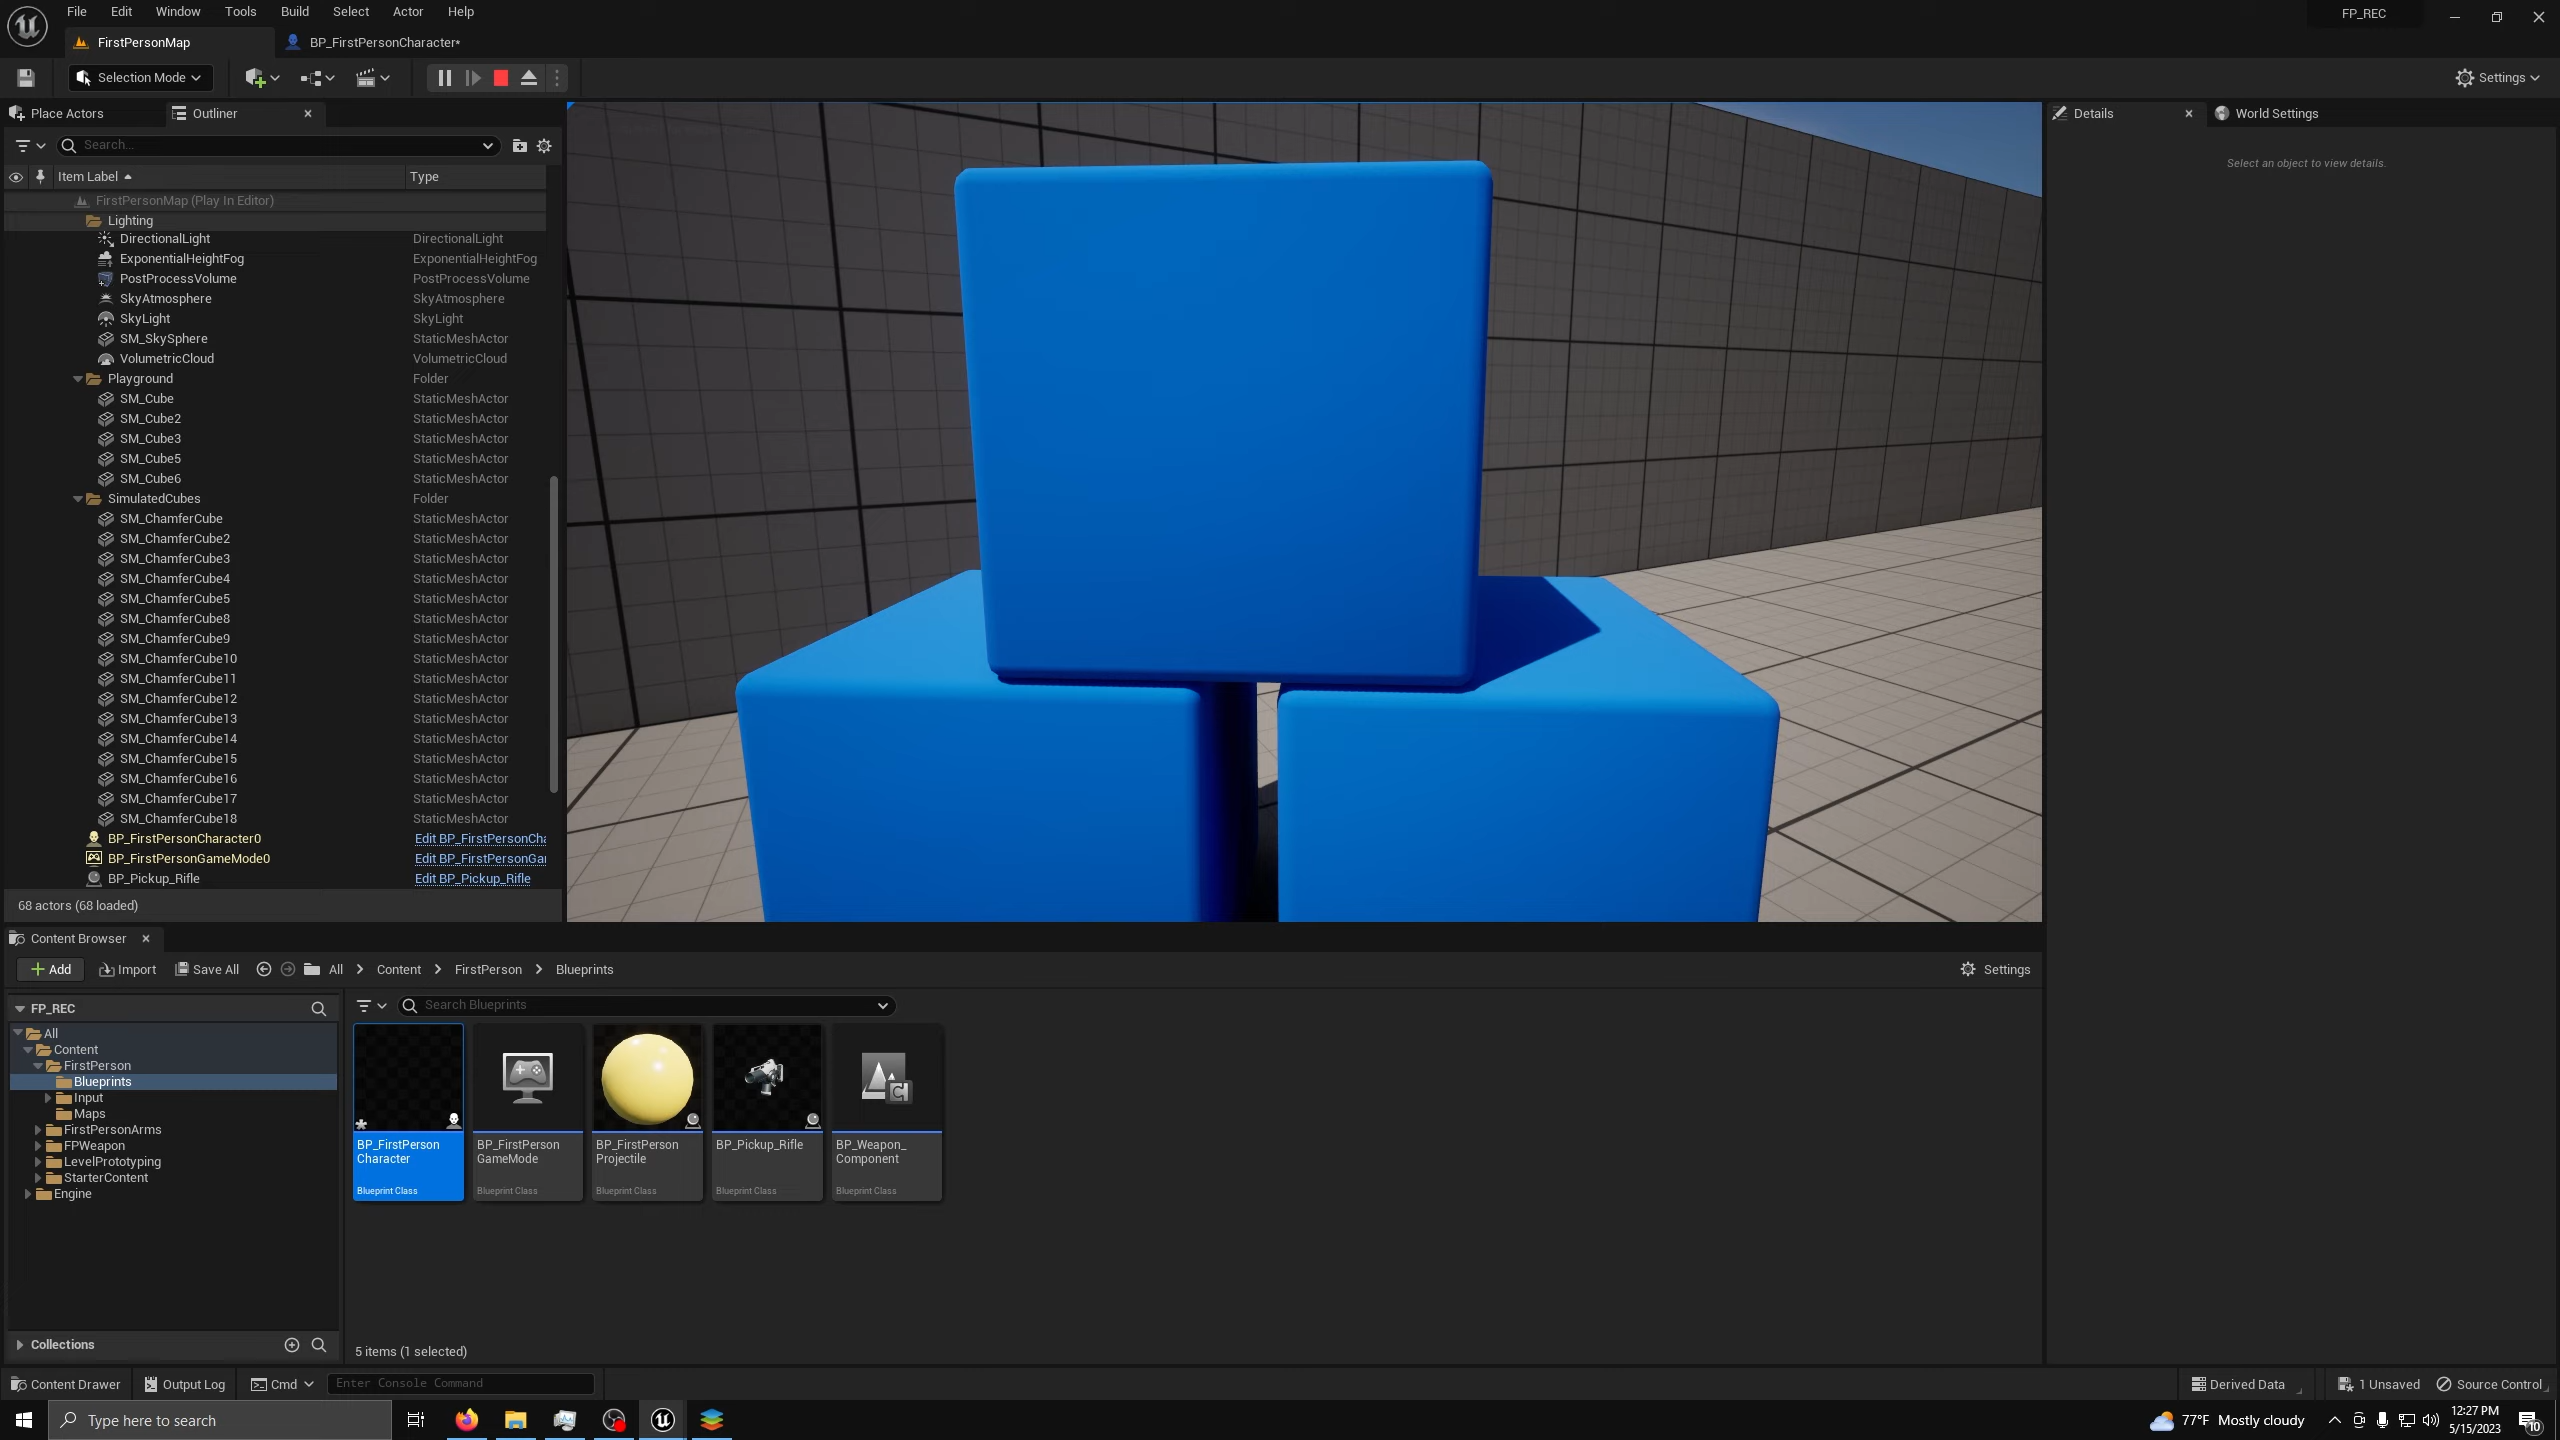 File Edit Window Tools Build Select Actor Help
FP_REC
FirstPersonMap
BP_FirstPersonCharacter*
Selection Mode
Settings
Place Actors
Outliner
Details
World Settings
Search...
Select an object to view details.
Item Label
Type
FirstPersonMap (Play In Editor)
Lighting
DirectionalLight DirectionalLight
ExponentialHeightFog ExponentialHeightFog
PostProcessVolume PostProcessVolume
SkyAtmosphere SkyAtmosphere
SkyLight SkyLight
SM_SkySphere StaticMeshActor
VolumetricCloud VolumetricCloud
Playground Folder
SM_Cube StaticMeshActor
SM_Cube2 StaticMeshActor
SM_Cube3 StaticMeshActor
SM_Cube5 StaticMeshActor
SM_Cube6 StaticMeshActor
SimulatedCubes Folder
SM_ChamferCube StaticMeshActor
SM_ChamferCube2 StaticMeshActor
SM_ChamferCube3 StaticMeshActor
SM_ChamferCube4 StaticMeshActor
SM_ChamferCube5 StaticMeshActor
SM_ChamferCube8 StaticMeshActor
SM_ChamferCube9 StaticMeshActor
SM_ChamferCube10 StaticMeshActor
SM_ChamferCube11 StaticMeshActor
SM_ChamferCube12 StaticMeshActor
SM_ChamferCube13 StaticMeshActor
SM_ChamferCube14 StaticMeshActor
SM_ChamferCube15 StaticMeshActor
SM_ChamferCube16 StaticMeshActor
SM_ChamferCube17 StaticMeshActor
SM_ChamferCube18 StaticMeshActor
BP_FirstPersonCharacter0 Edit BP_FirstPersonCha
BP_FirstPersonGameMode0 Edit BP_FirstPersonGa
BP_Pickup_Rifle Edit BP_Pickup_Rifle
68 actors (68 loaded)
Content Browser
Add Import Save All All Content FirstPerson Blueprints
Settings
FP_REC
Search Blueprints
All
Content
FirstPerson
Blueprints
Input
Maps
FirstPersonArms
FPWeapon
LevelPrototyping
StarterContent
Engine
BP_FirstPerson
Character
Blueprint Class
BP_FirstPerson
GameMode
Blueprint Class
BP_FirstPerson
Projectile
Blueprint Class
BP_Pickup_Rifle
Blueprint Class
BP_Weapon_
Component
Blueprint Class
Collections
5 items (1 selected)
Content Drawer Output Log Cmd Enter Console Command
Derived Data 1 Unsaved Source Control
Type here to search
77°F Mostly cloudy
12:27 PM
5/15/2023
10